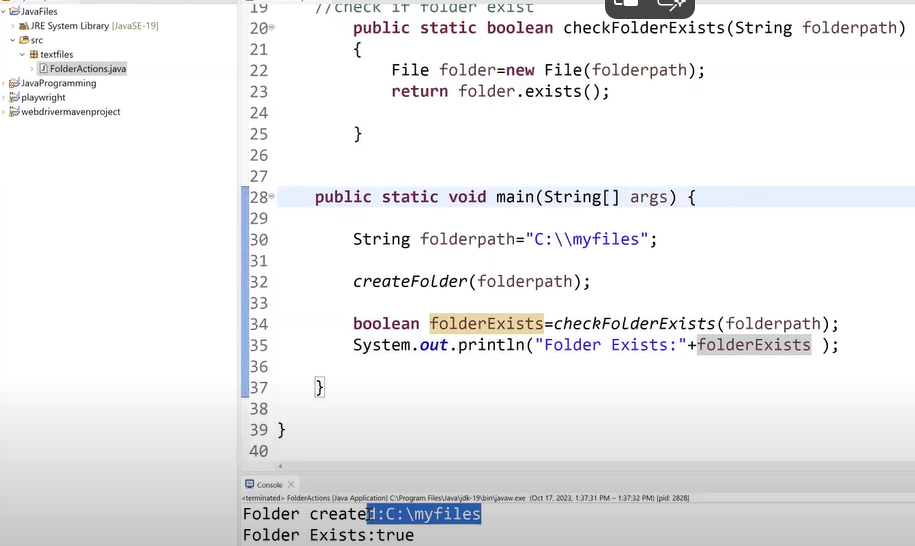 JavaFiles
JRE System Library [JavaSE-19]
src
textfiles
FolderActions.java
JavaProgramming
playwright
webdrivermavenproject
19 //check if folder exist
20 public static boolean checkFolderExists(String folderpath)
21 {
22 File folder=new File(folderpath);
23 return folder.exists();
24
25 }
26
27
28 public static void main(String[] args) {
29
30 String folderpath="C:\\myfiles";
31
32 createFolder(folderpath);
33
34 boolean folderExists=checkFolderExists(folderpath);
35 System.out.println("Folder Exists:"+folderExists );
36
37 }
38
39 }
40
Console
<terminated> FolderActions [Java Application] C:\Program Files\Java\jdk-19\bin\javaw.exe (Oct 17, 2023, 1:37:31 PM – 1:37:32 PM) [pid: 2828]
Folder created:C:\myfiles
Folder Exists:true